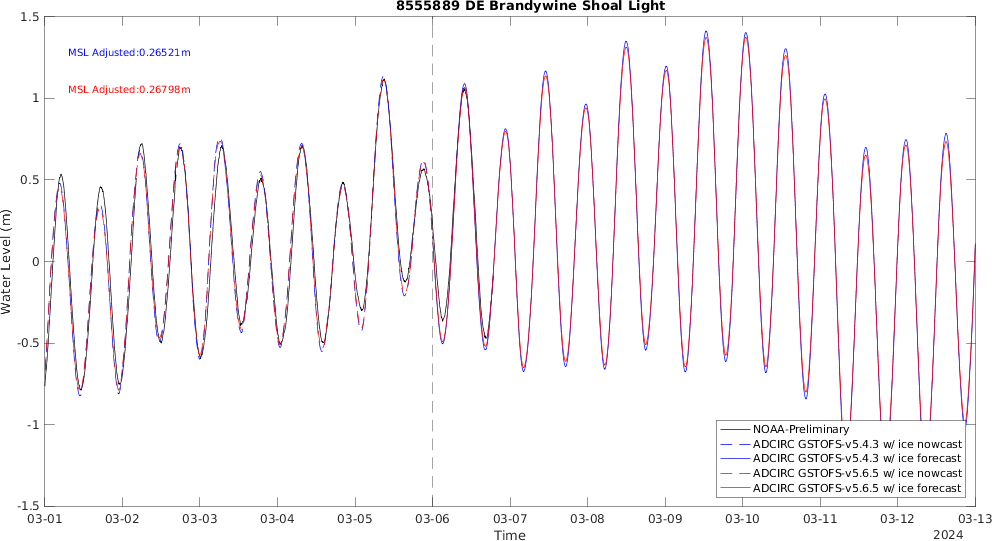 8555889 DE Brandywine Shoal Light
MSL Adjusted:0.26521m
MSL Adjusted:0.26798m
Water Level (m)
1.5
1
0.5
0
-0.5
-1
-1.5
NOAA-Preliminary
ADCIRC GSTOFS-v5.4.3 w/ ice nowcast
ADCIRC GSTOFS-v5.4.3 w/ ice forecast
ADCIRC GSTOFS-v5.6.5 w/ ice nowcast
ADCIRC GSTOFS-v5.6.5 w/ ice forecast
03-01 03-02 03-03 03-04 03-05 03-06 03-07 03-08 03-09 03-10 03-11 03-12 03-13
Time
2024